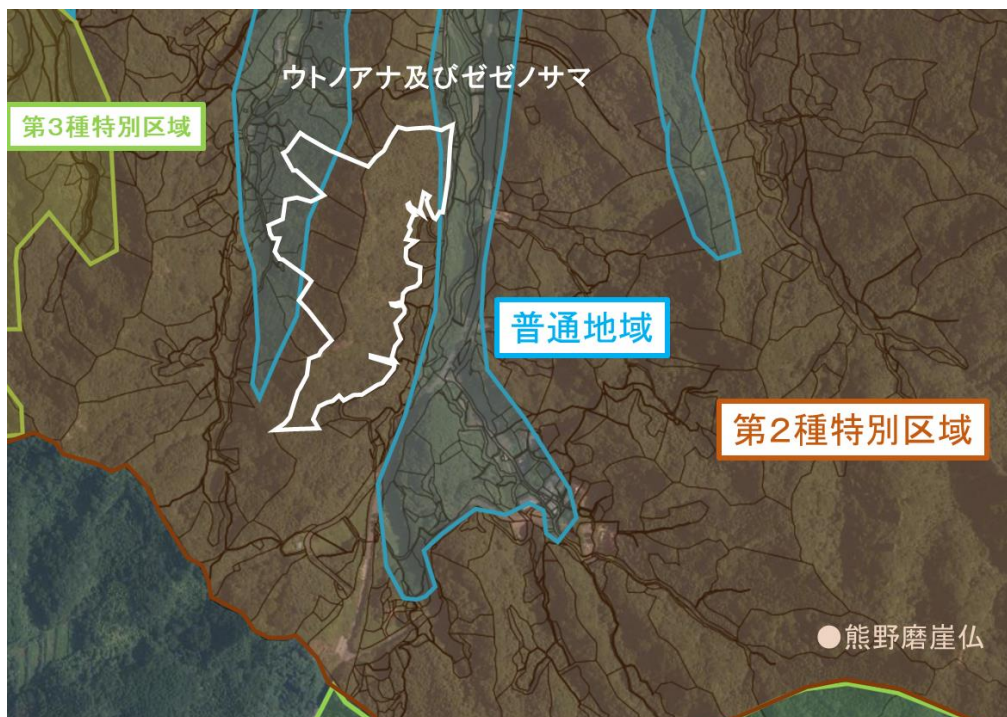 ウトノアナ及びゼゼノサマ
第3種特別区域
普通地域
第2種特別区域
熊野磨崖仏